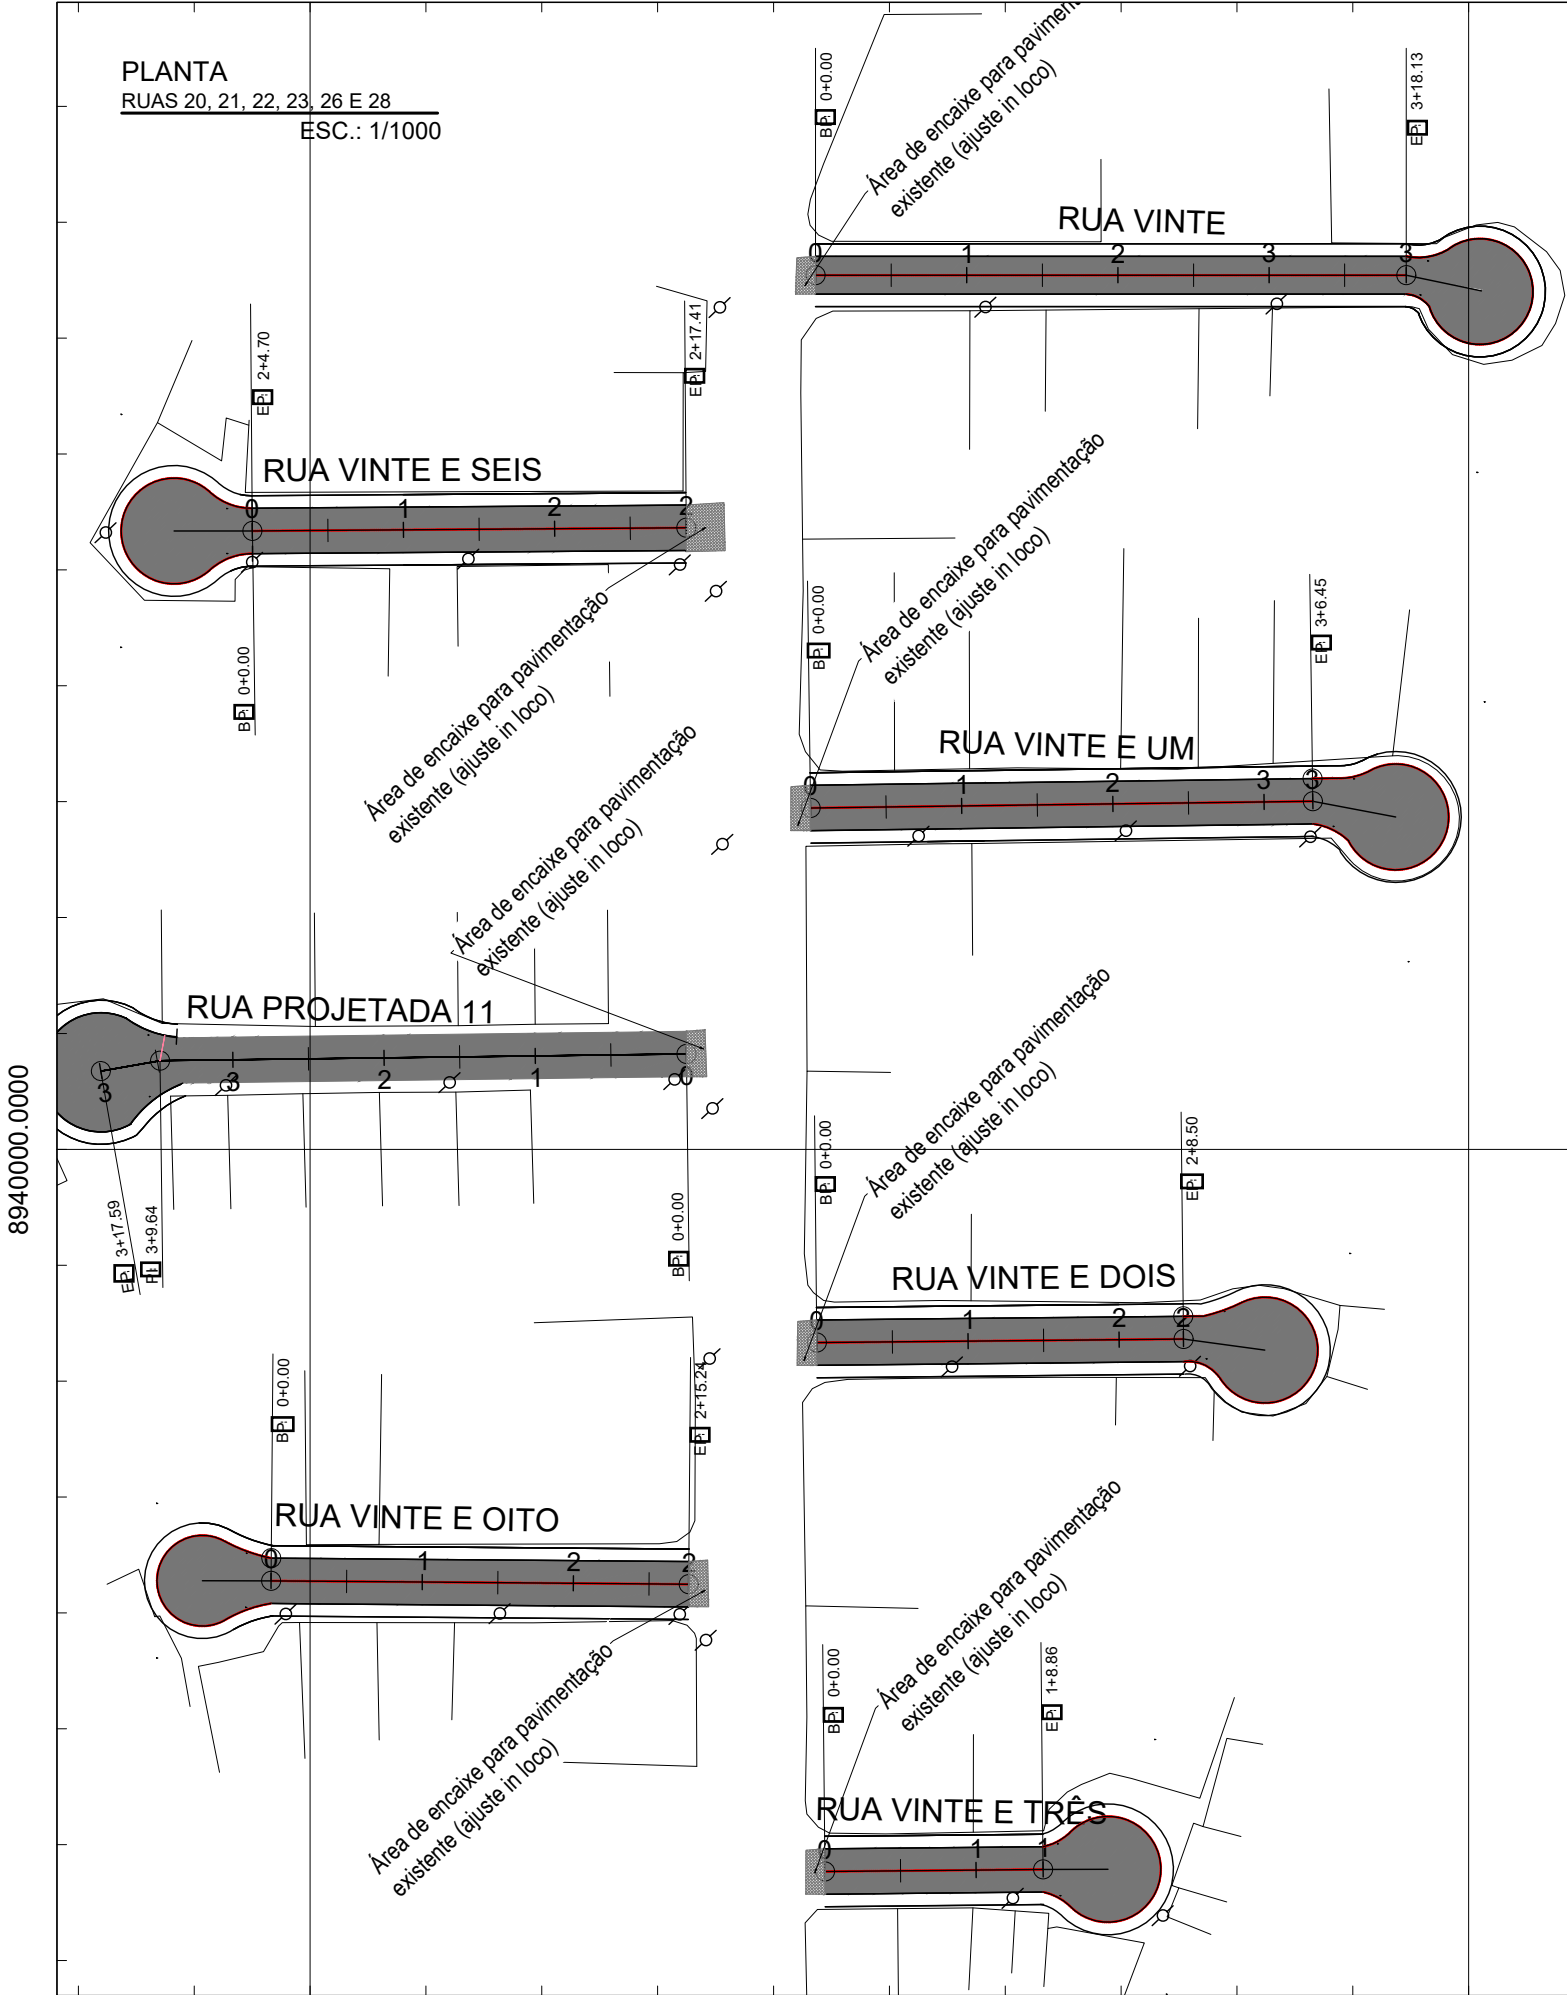 PLANTA
RUAS 20, 21, 22, 23, 26 E 28
ESC.: 1/1000
8940000.0000
Área de encaixe para
existente (ajuste in loco)
BP: 0+0.00
EP: 3+18.13
RUA VINTE
0 1 2 3 3
EP: 2+4.70
EP: 2+17.41
RUA VINTE E SEIS
0 1 2 2
BP: 0+0.00
Área de encaixe para pavimentação
existente (ajuste in loco)
Área de encaixe para pavimentação
existente (ajuste in loco)
BP: 0+0.00
EP: 3+6.45
RUA VINTE E UM
0 1 2 3 3
Área de encaixe para pavimentação
existente (ajuste in loco)
RUA PROJETADA 11
3 3 2 1 0
EP: 3+17.59
PI: 3+9.64
BP: 0+0.00
Área de encaixe para pavimentação
existente (ajuste in loco)
BP: 0+0.00
EP: 2+8.50
RUA VINTE E DOIS
0 1 2 2
BP: 0+0.00
EP: 2+15.24
RUA VINTE E OITO
0 1 2 2
Área de encaixe para pavimentação
existente (ajuste in loco)
Área de encaixe para pavimentação
existente (ajuste in loco)
BP: 0+0.00
EP: 1+8.86
RUA VINTE E TRÊS
0 1 1